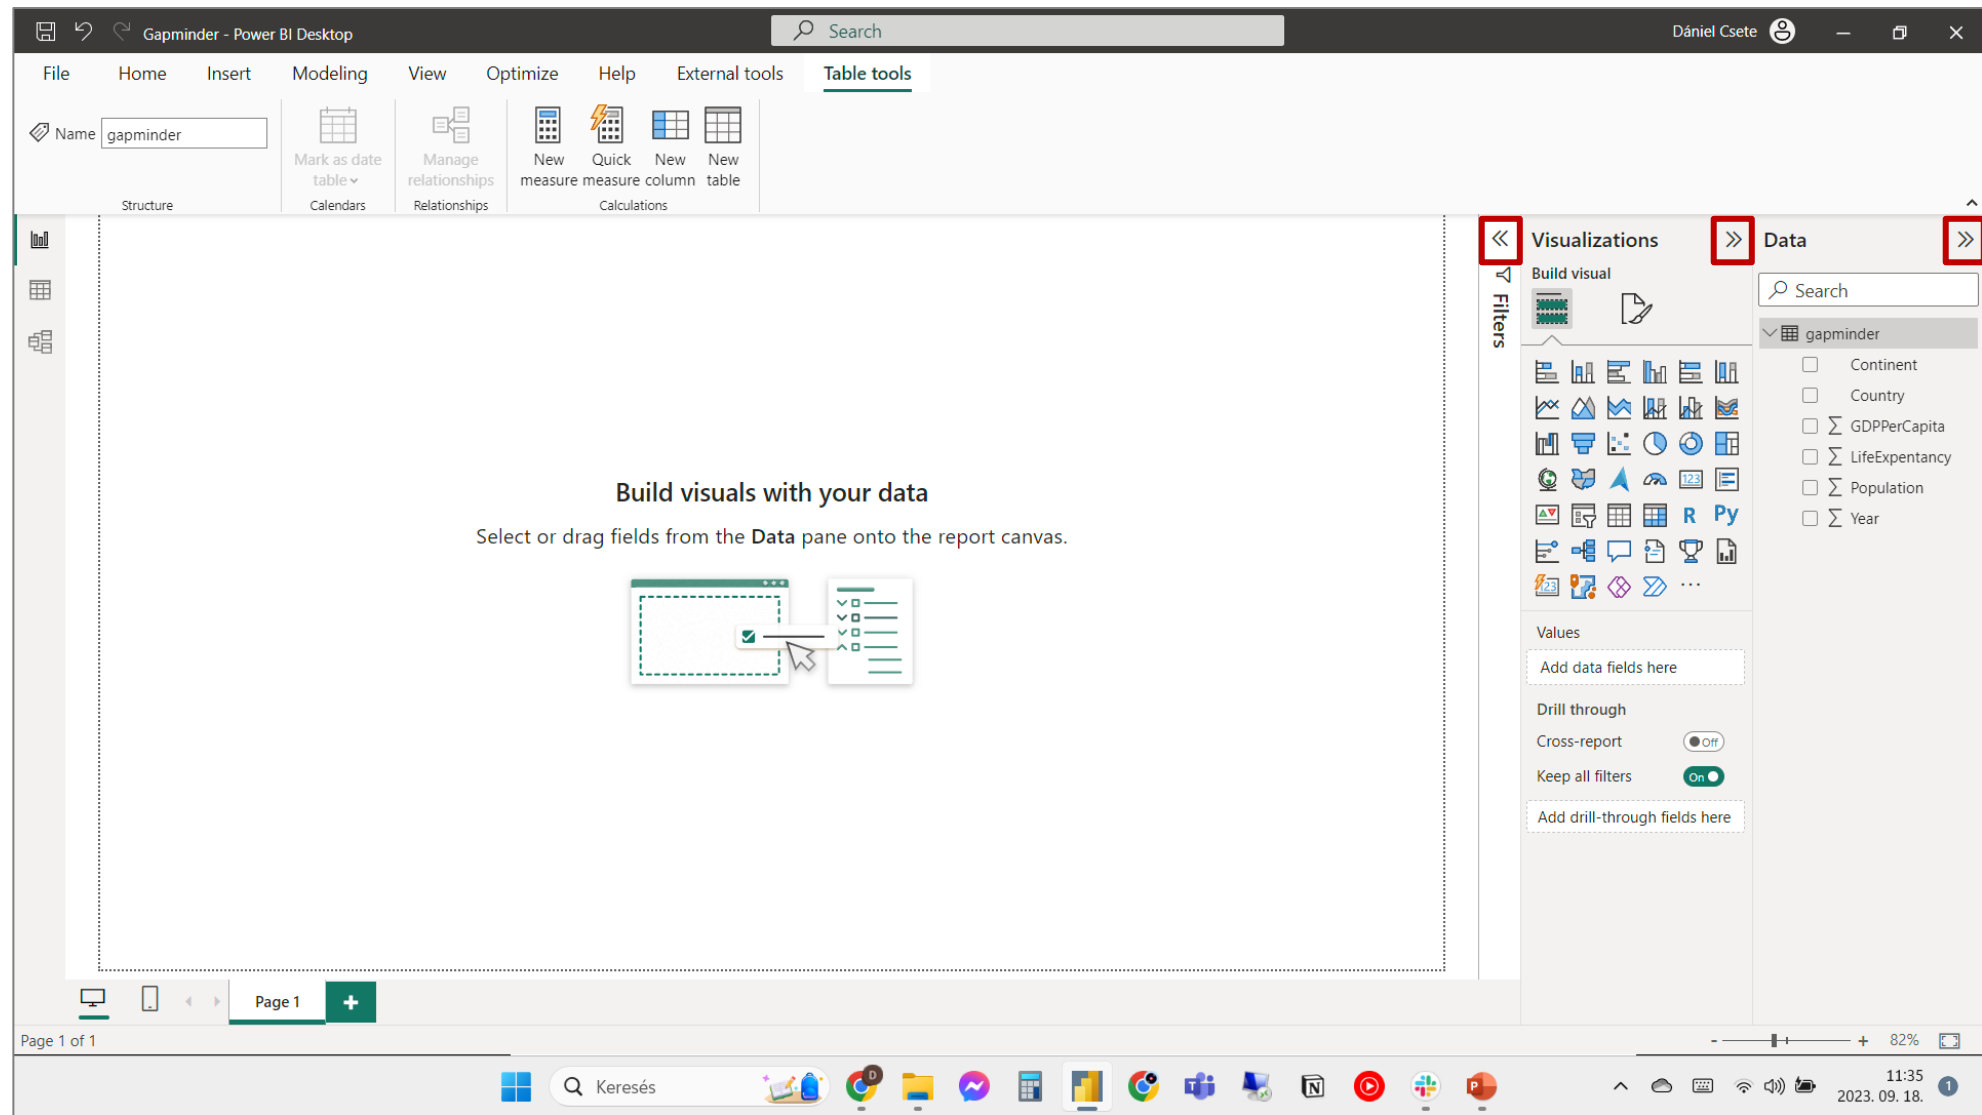 Gapminder - Power BI Desktop
Search
Dániel Csete
File Home Insert Modeling View Optimize Help External tools Table tools
Name gapminder
Mark as date table
Manage relationships
New measure
Quick measure
New column
New table
Structure
Calendars
Relationships
Calculations
Build visuals with your data
Select or drag fields from the Data pane onto the report canvas.
Filters
Visualizations
Build visual
R Py
123
123
Values
Add data fields here
Drill through
Cross-report Off
Keep all filters On
Add drill-through fields here
Data
Search
gapminder
Continent
Country
∑ GDPPerCapita
∑ LifeExpentancy
∑ Population
∑ Year
Page 1
+
Page 1 of 1
- + 82%
Keresés
D
N
P
11:35
2023. 09. 18.
1